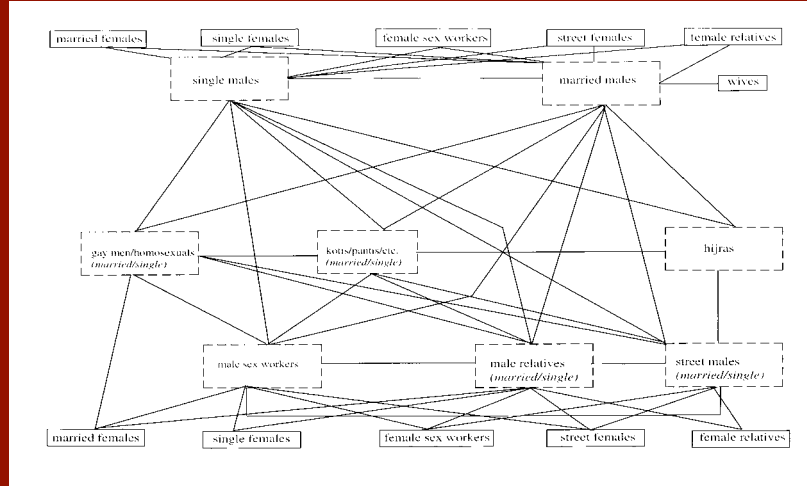 married females
single females
female sex workers
street females
female relatives
single males
married males
wives
gay men/homosexuals
(married/single)
kotis/pantis/etc.
(married/single)
hijras
male sex workers
male relatives
(married/single)
street males
(married/single)
married females
single females
female sex workers
street females
female relatives